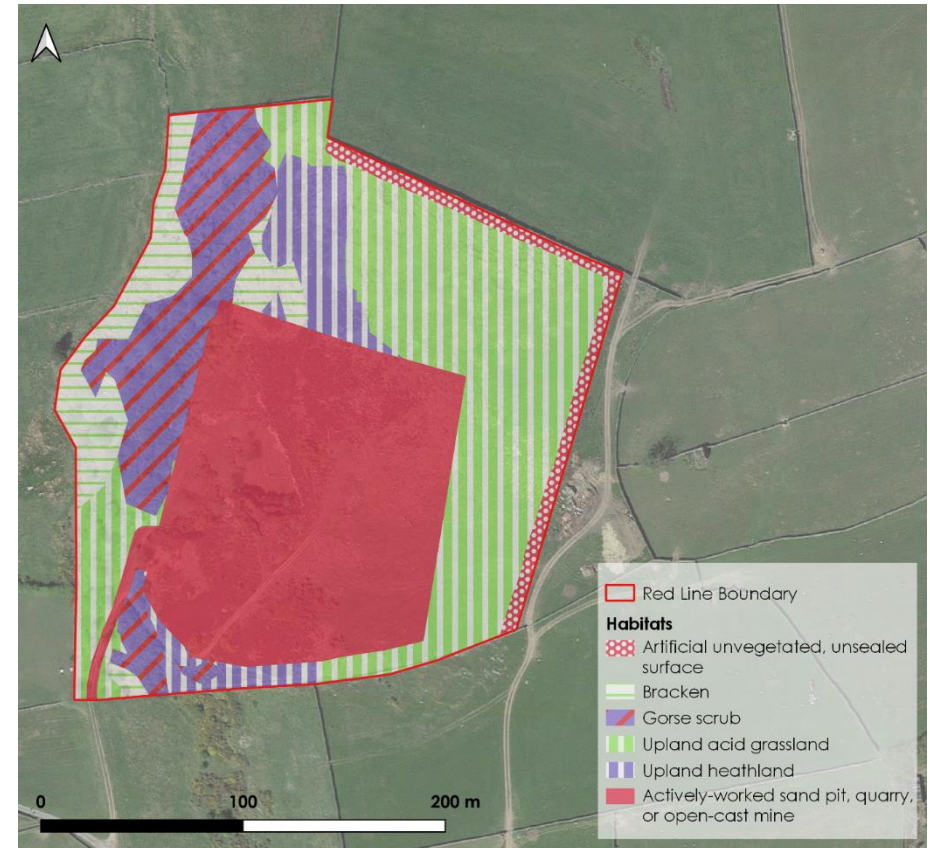 Red Line Boundary
Habitats
Artificial unvegetated, unsealed
surface
Bracken
Gorse scrub
Upland acid grassland
Upland heathland
Actively-worked sand pit, quarry,
or open-cast mine
0 100 200 m